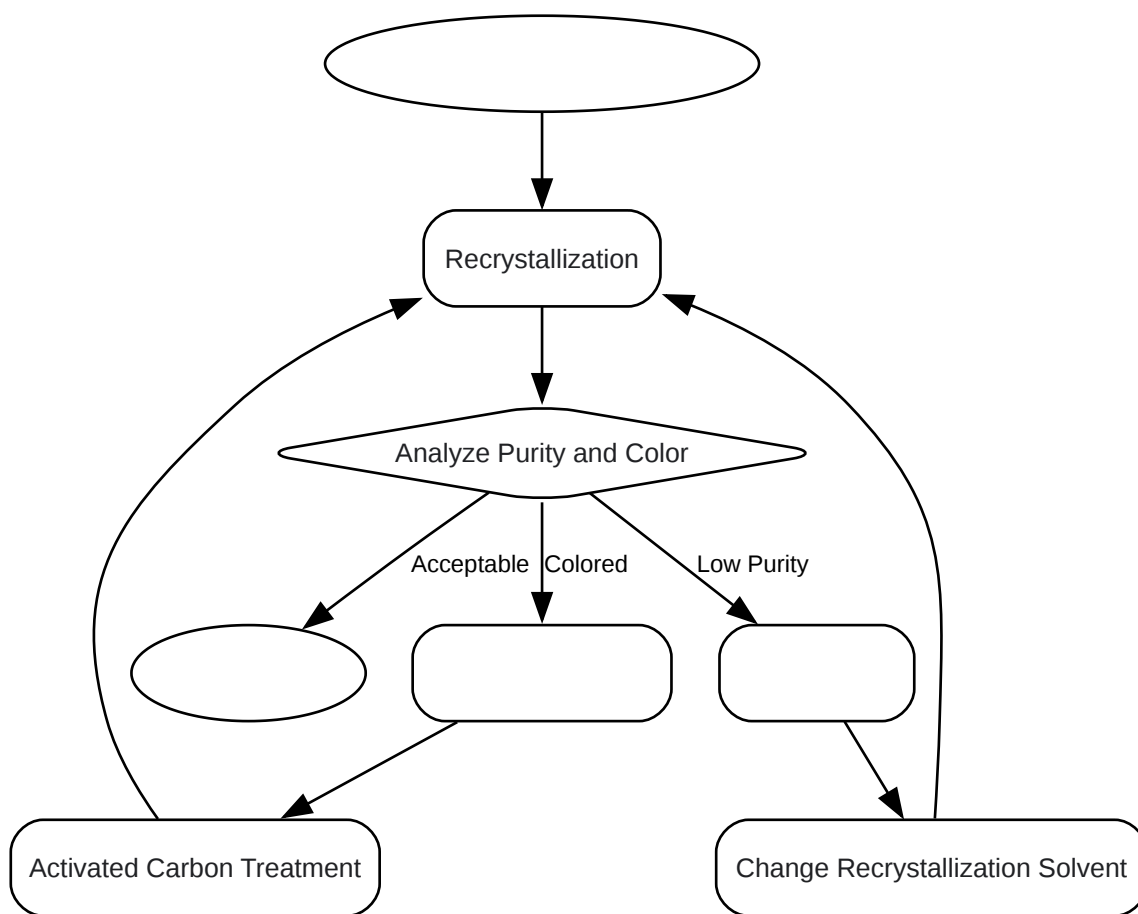 Recrystallization
Analyze Purity and Color
Acceptable
Colored
Low Purity
Activated Carbon Treatment
Change Recrystallization Solvent